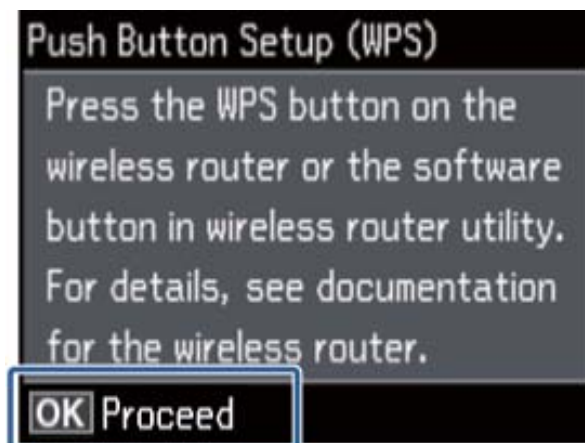 Push Button Setup (WPS)
Press the WPS button on the
wireless router or the software
button in wireless router utility.
For details, see documentation
for the wireless router.
OK Proceed